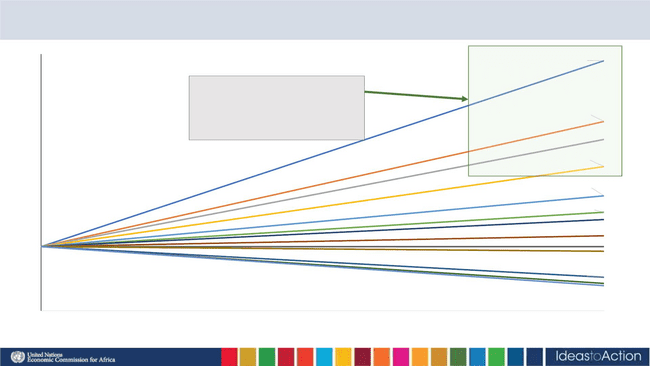 United Nations
Economic Commission for Africa
IdeastoAction